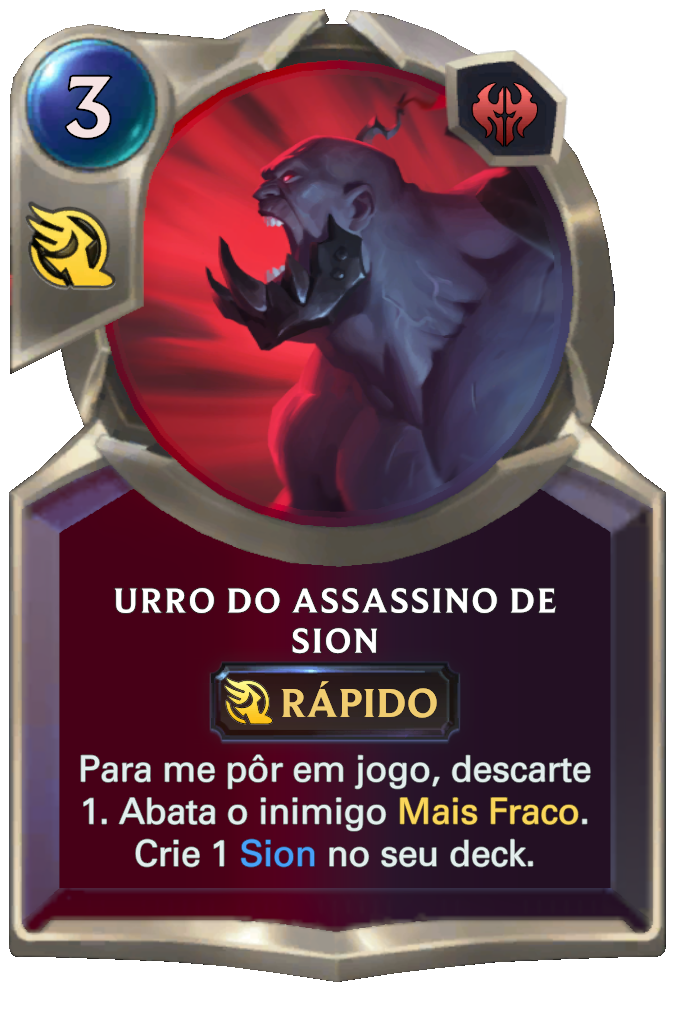 3
URRO DO ASSASSINO DE
SION
RÁPIDO
Para me pôr em jogo, descarte
1. Abata o inimigo Mais Fraco.
Crie 1 Sion no seu deck.